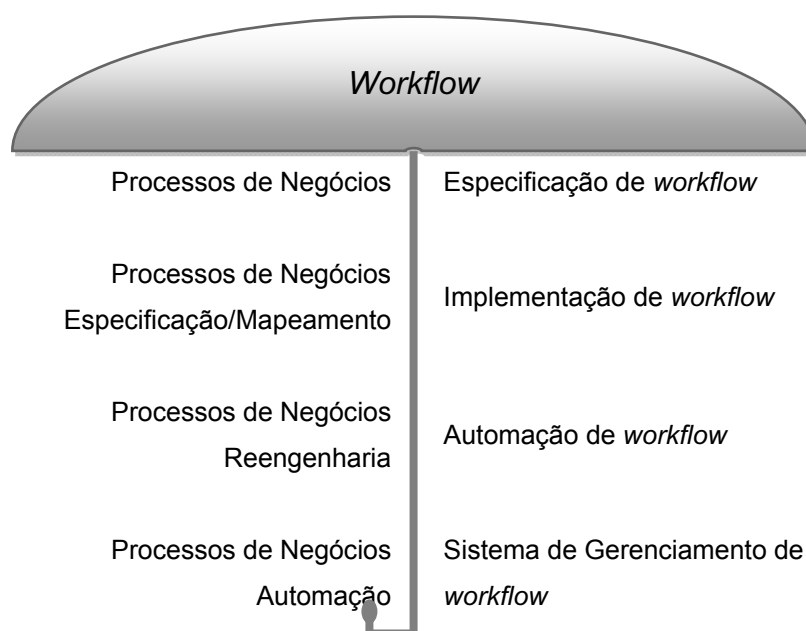 Workflow
Processos de Negócios
Especificação de workflow
Processos de Negócios
Especificação/Mapeamento
Implementação de workflow
Processos de Negócios
Reengenharia
Automação de workflow
Processos de Negócios
Automação
Sistema de Gerenciamento de
workflow